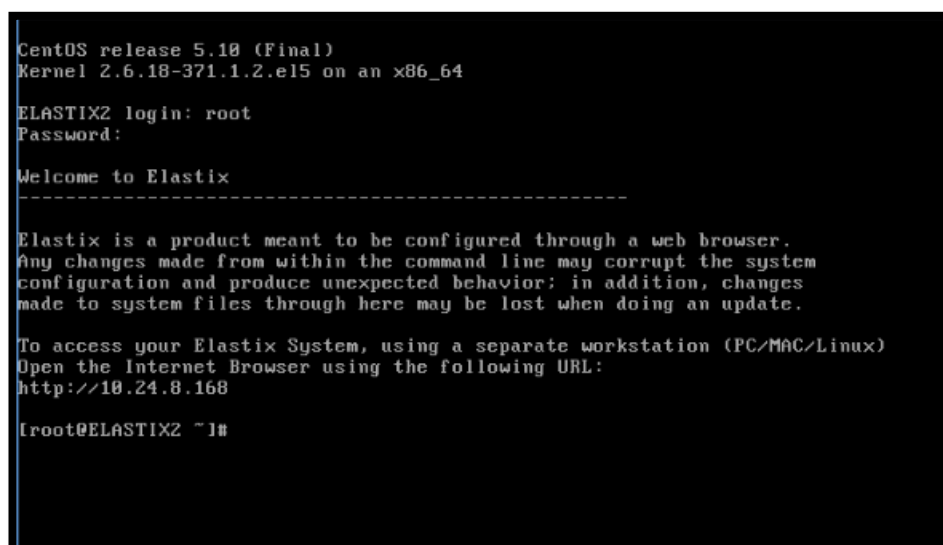 CentOS release 5.10 (Final)
Kernel 2.6.18-371.1.2.el5 on an x86_64
ELASTIX2 login: root
Password:
Welcome to Elastix
----------------------------------------------------
Elastix is a product meant to be configured through a web browser.
Any changes made from within the command line may corrupt the system
configuration and produce unexpected behavior; in addition, changes
made to system files through here may be lost when doing an update.
To access your Elastix System, using a separate workstation (PC/MAC/Linux)
Open the Internet Browser using the following URL:
http://10.24.8.168
[root@ELASTIX2 ~]#